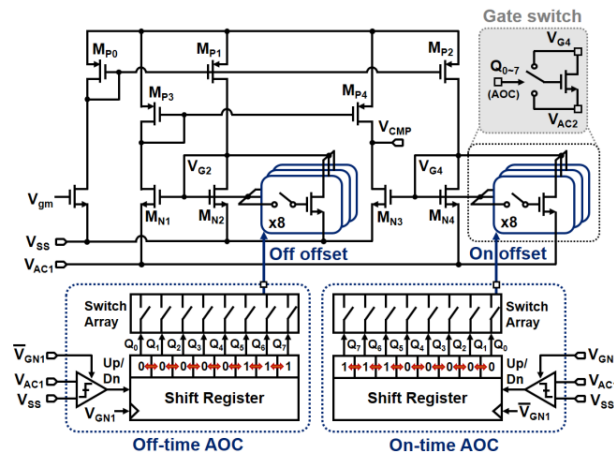 Gate switch
M_P0
M_P1
M_P2
V_G4
Q_0~7
(AOC)
V_AC2
M_P3
M_P4
V_CMP
V_G2
V_G4
V_gm
M_N1
M_N2
x8
M_N3
M_N4
x8
V_SS
Off offset
On offset
V_AC1
Switch
Array
Switch
Array
Q_0 Q_1 Q_2 Q_3 Q_4 Q_5 Q_6 Q_7
Q_7 Q_6 Q_5 Q_4 Q_3 Q_2 Q_1 Q_0
V̅_GN1
Up/
Dn
0 0 0 0 0 1 1 1
1 1 1 0 0 0 0 0
Up/
Dn
V_GN1
V_AC1
V_SS
V_GN1
Shift Register
Shift Register
V̅_GN1
V_AC1
V_SS
Off-time AOC
On-time AOC